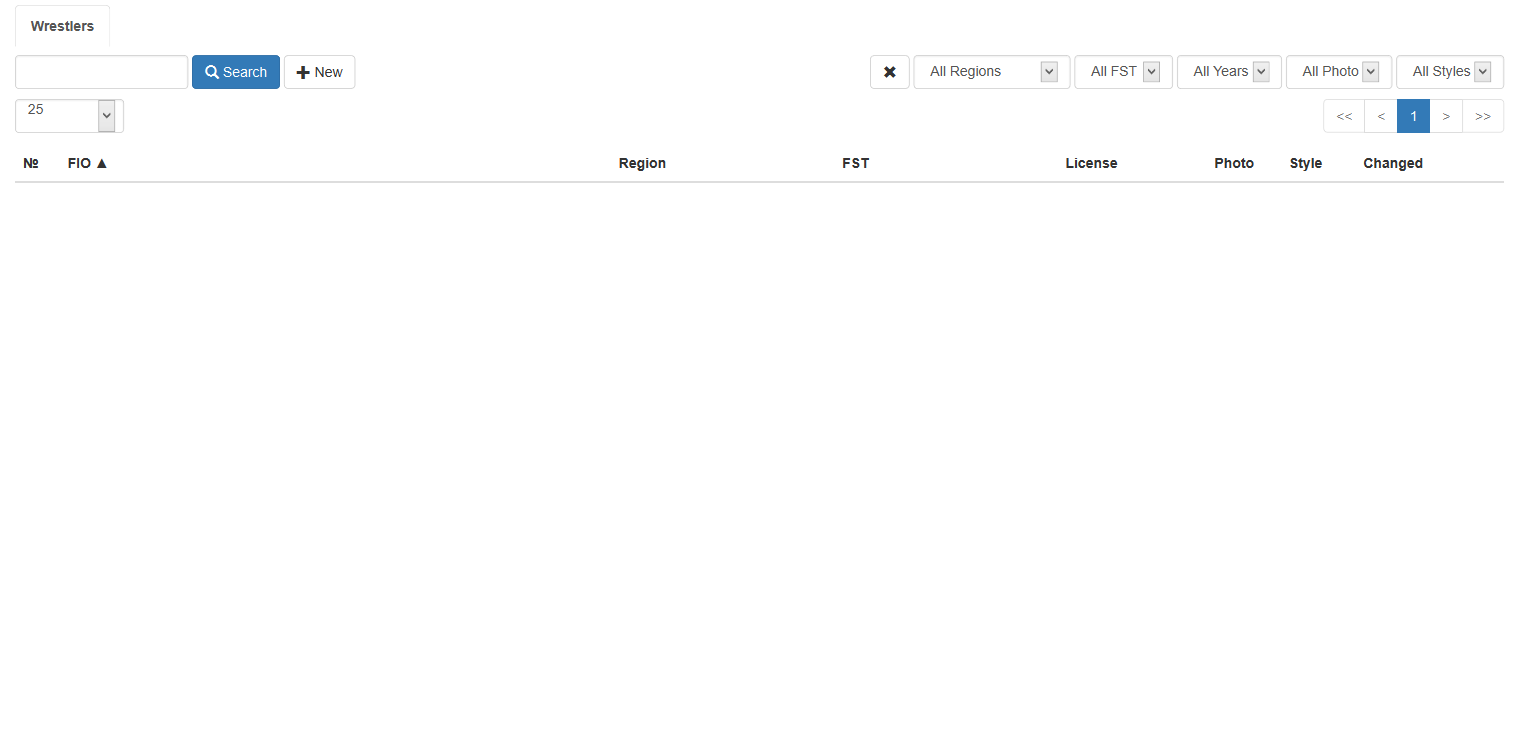 Wrestlers
Search New All Regions All FST All Years All Photo All Styles
25 << < 1 > >>
№ FIO ▲ Region FST License Photo Style Changed